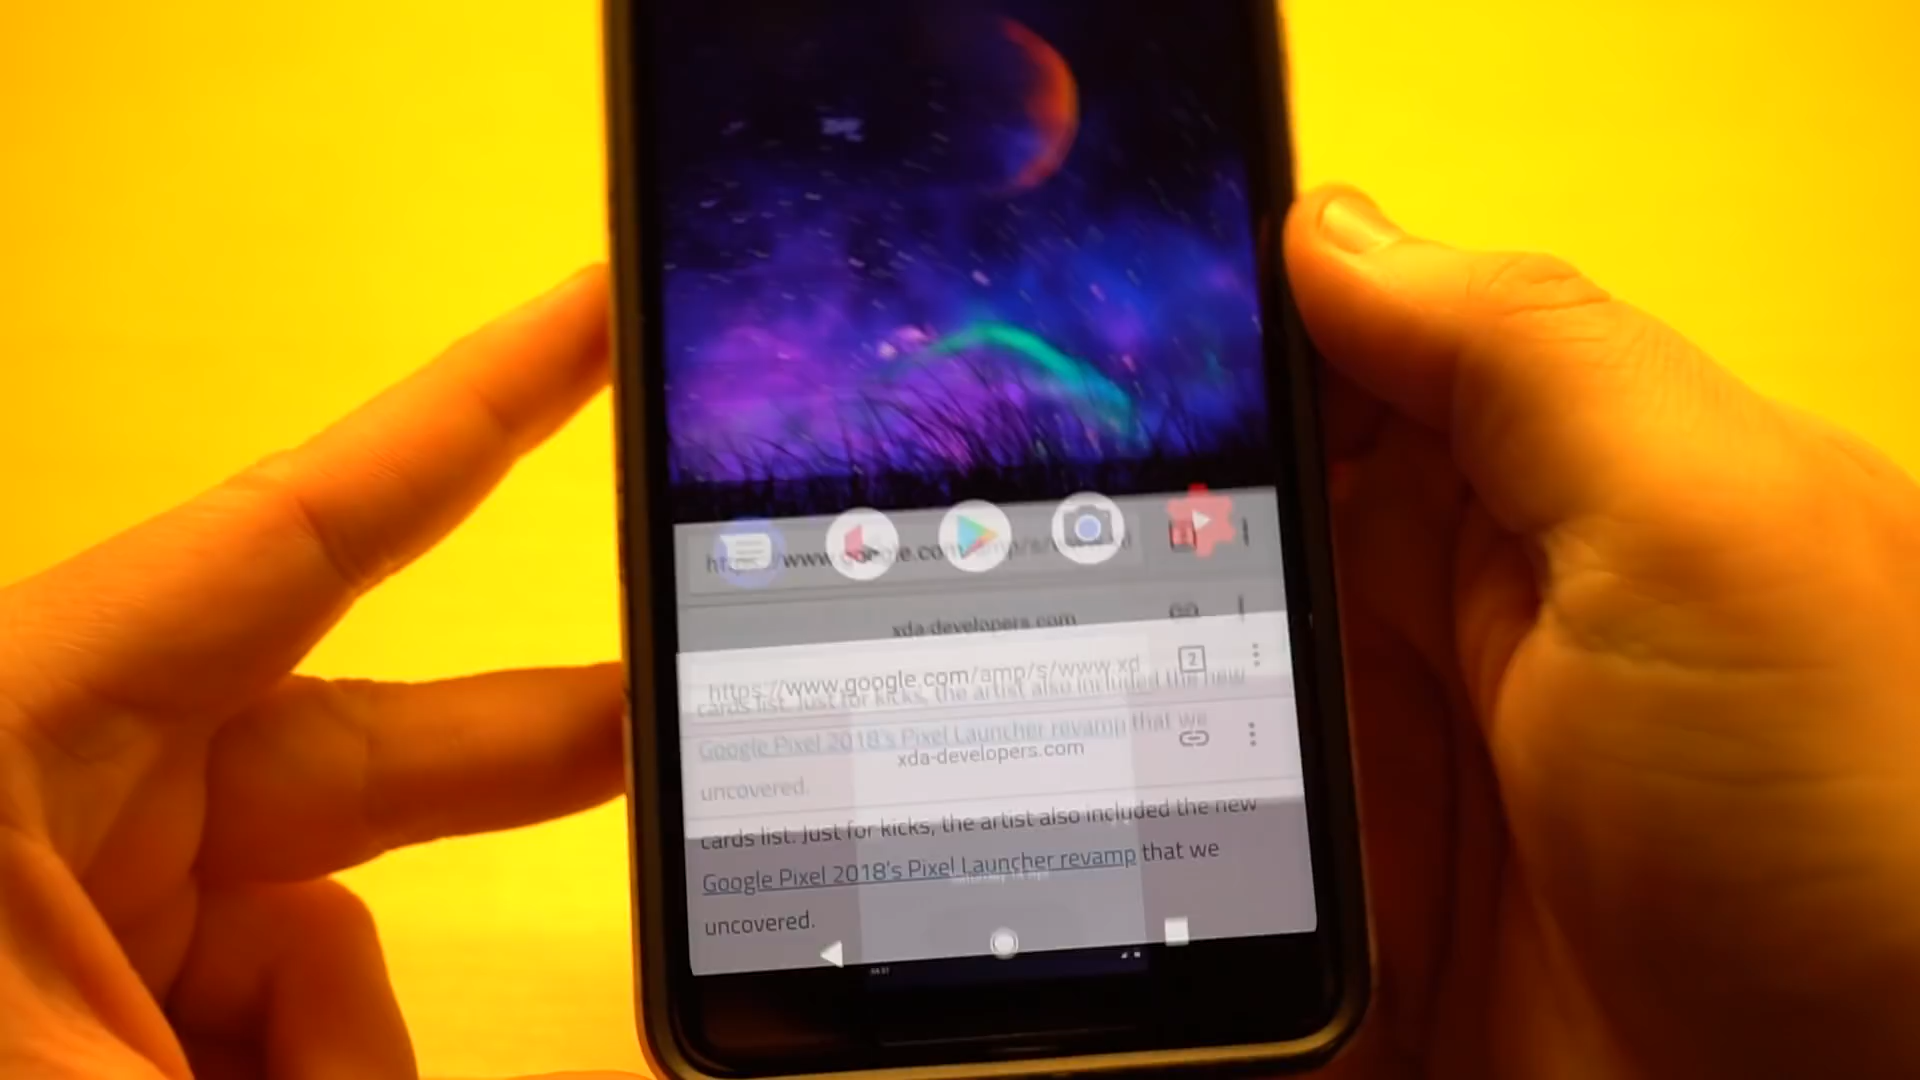 https://www.google.com/amp/s/www.xd
xda-developers.com
https://www.google.com/amp/s/www.xd
2
cards list. Just for kicks, the artist also included the new
Google Pixel 2018's Pixel Launcher revamp that we
xda-developers.com
uncovered.
cards list. Just for kicks, the artist also included the new
Google Pixel 2018's Pixel Launcher revamp that we
uncovered.